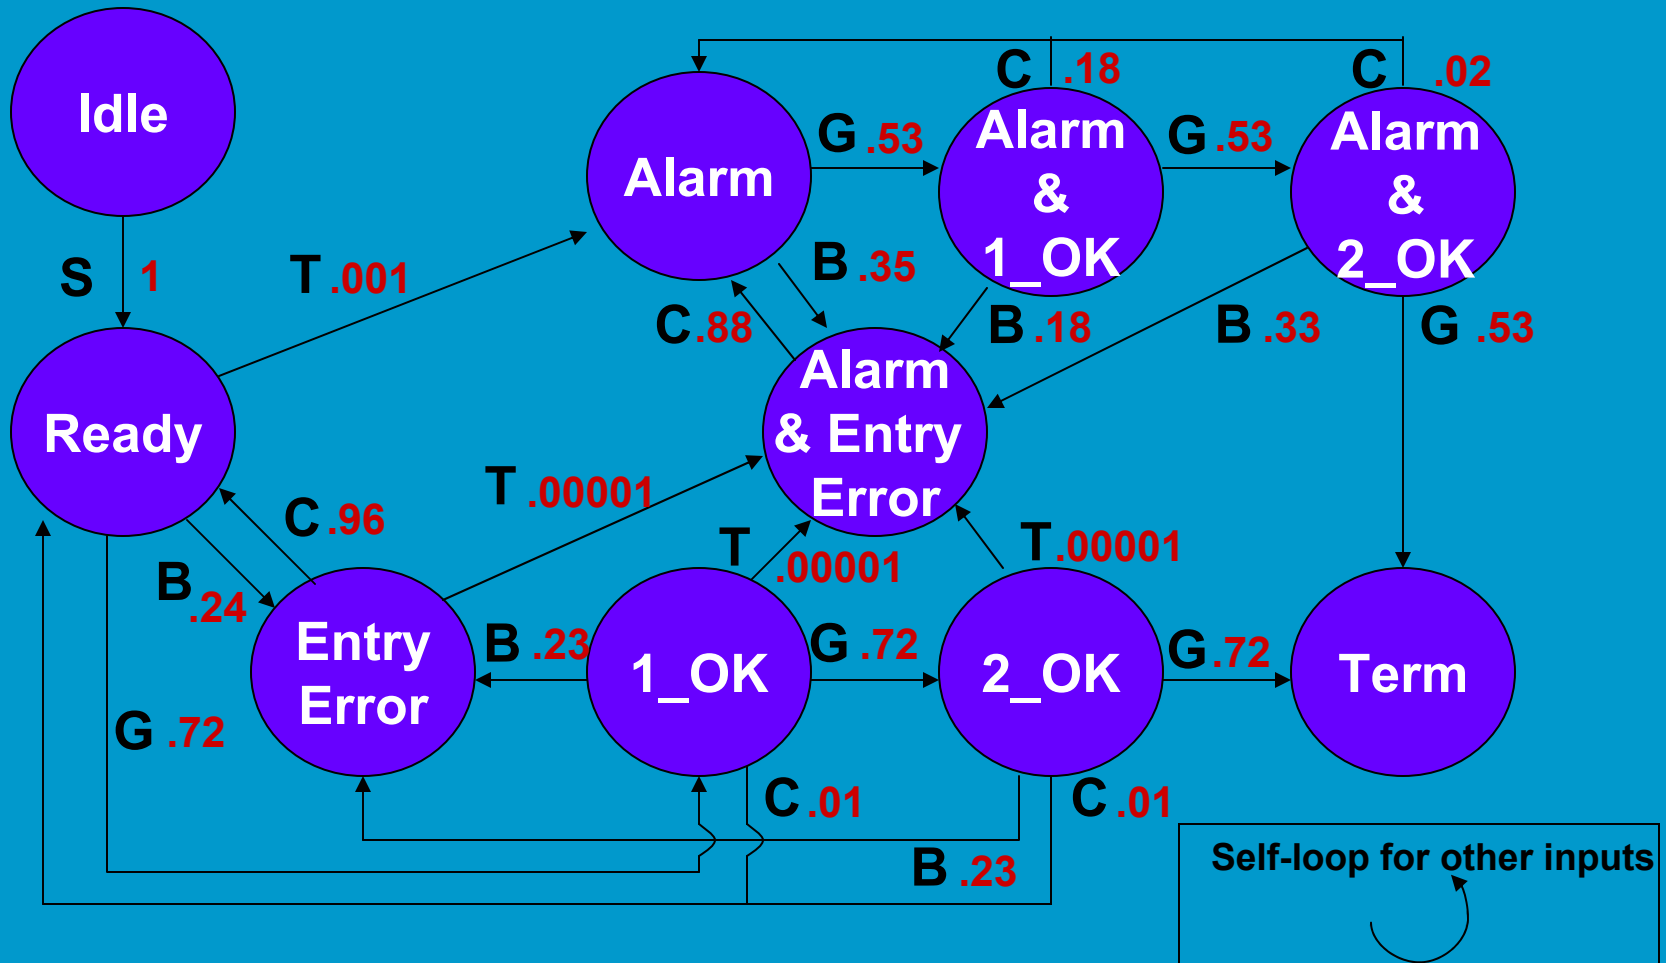 Idle
S 1
Ready
T .001
Alarm
G .53
C .18
Alarm
&
1_OK
G .53
C .02
Alarm
&
2_OK
B .35
C .88
B .18
B .33
G .53
Alarm
& Entry
Error
T .00001
C .96
B .24
T .00001
T .00001
Entry
Error
B .23
1_OK
G .72
2_OK
G .72
Term
G .72
C .01
C .01
B .23
Self-loop for other inputs